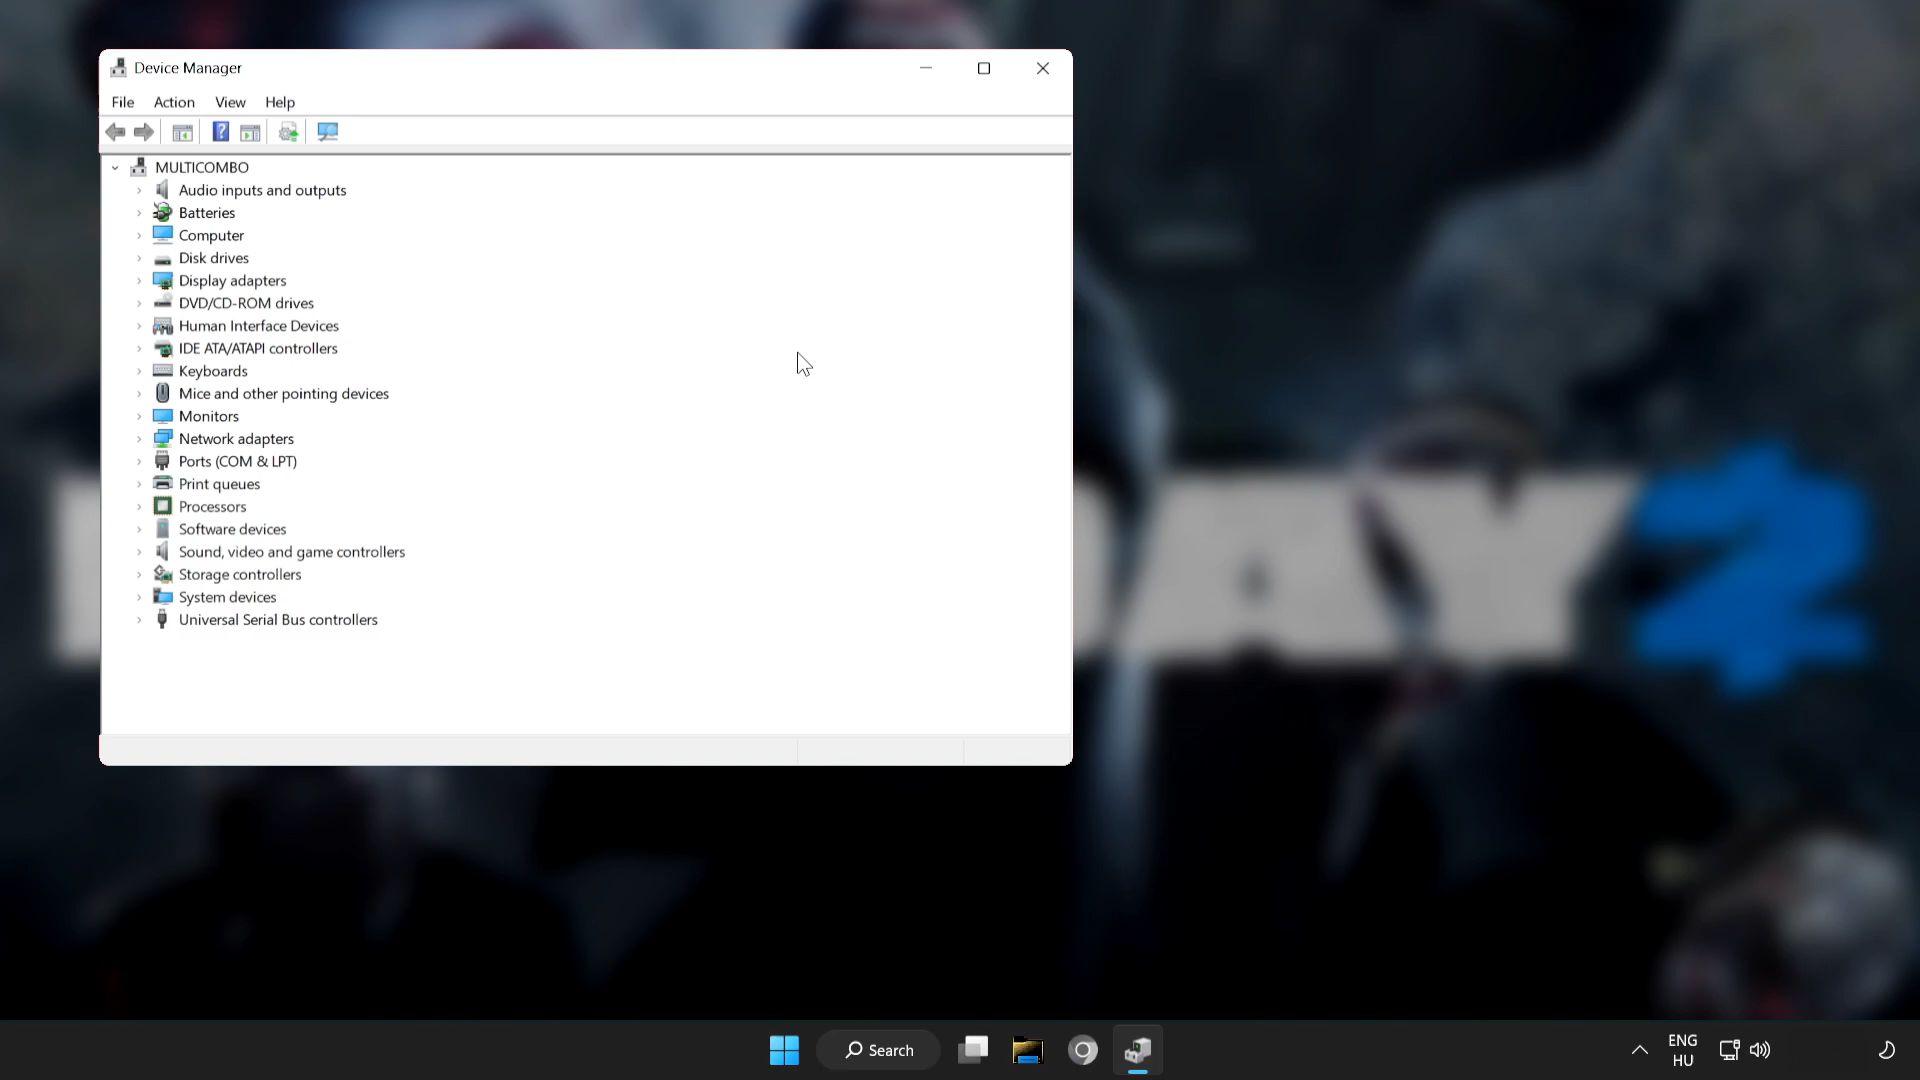 Device Manager
File Action View Help
MULTICOMBO
Audio inputs and outputs
Batteries
Computer
Disk drives
Display adapters
DVD/CD-ROM drives
Human Interface Devices
IDE ATA/ATAPI controllers
Keyboards
Mice and other pointing devices
Monitors
Network adapters
Ports (COM & LPT)
Print queues
Processors
Software devices
Sound, video and game controllers
Storage controllers
System devices
Universal Serial Bus controllers
AY2
Search
ENG
HU